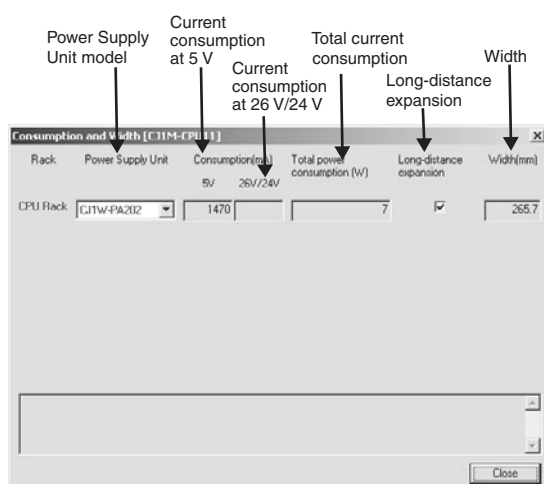 Power Supply
Unit model
Current
consumption
at 5 V
Current
consumption
at 26 V/24 V
Total current
consumption
Long-distance
expansion
Width
Consumption and Width [CJ1M-CPU11]
Rack
Power Supply Unit
Consumption(mA)
5V 26V/24V
Total power
consumption (W)
Long-distance
expansion
Width(mm)
CPU Rack CJ1W-PA202 1470 7 265.7
Close